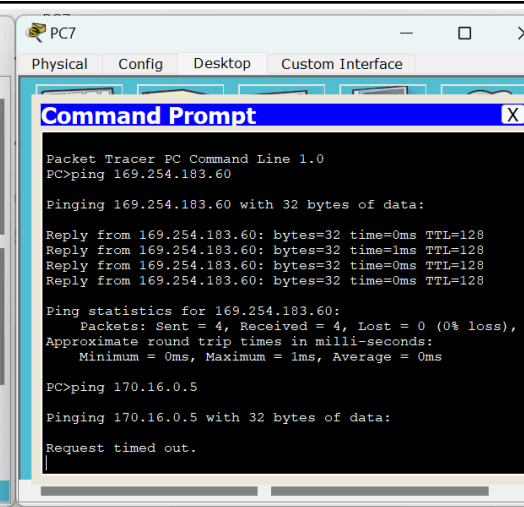 PC7
Physical Config Desktop Custom Interface
Command Prompt
X
Packet Tracer PC Command Line 1.0
PC>ping 169.254.183.60
Pinging 169.254.183.60 with 32 bytes of data:
Reply from 169.254.183.60: bytes=32 time=0ms TTL=128
Reply from 169.254.183.60: bytes=32 time=1ms TTL=128
Reply from 169.254.183.60: bytes=32 time=0ms TTL=128
Reply from 169.254.183.60: bytes=32 time=0ms TTL=128
Ping statistics for 169.254.183.60:
Packets: Sent = 4, Received = 4, Lost = 0 (0% loss),
Approximate round trip times in milli-seconds:
Minimum = 0ms, Maximum = 1ms, Average = 0ms
PC>ping 170.16.0.5
Pinging 170.16.0.5 with 32 bytes of data:
Request timed out.